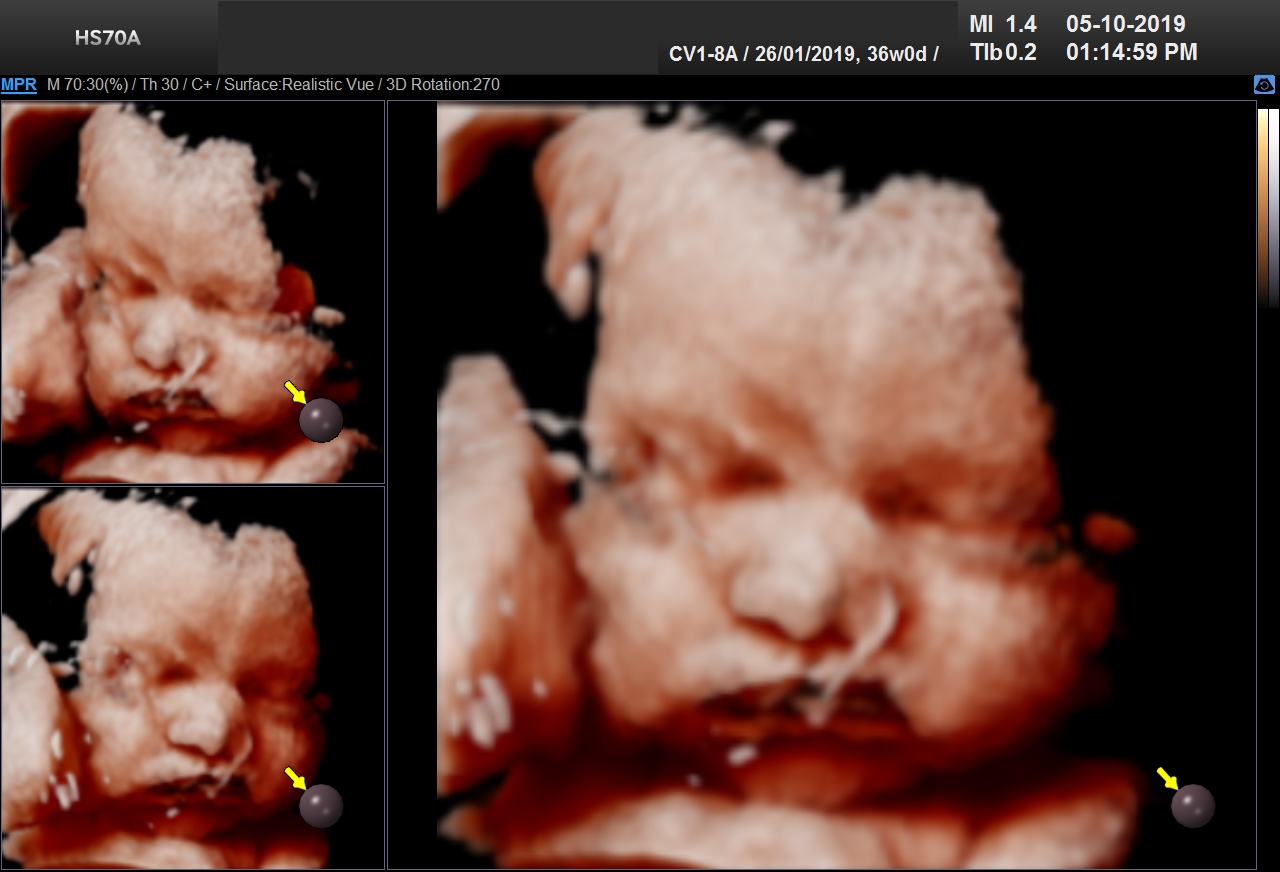 HS70A
CV1-8A / 26/01/2019, 36w0d /
MI 1.4 05-10-2019
TIb 0.2 01:14:59 PM
MPR M 70:30(%) / Th 30 / C+ / Surface:Realistic Vue / 3D Rotation:270